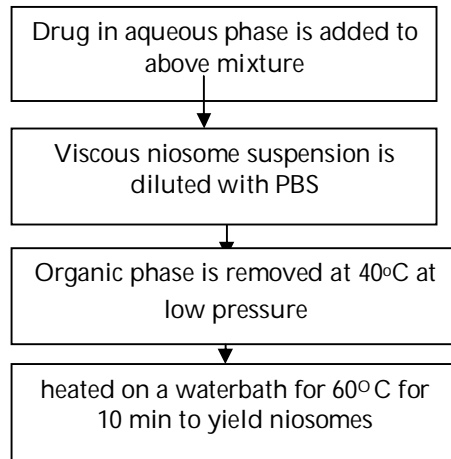 Drug in aqueous phase is added to
above mixture
Viscous niosome suspension is
diluted with PBS
Organic phase is removed at 40ᵒC at
low pressure
heated on a waterbath for 60ᴼ C for
10 min to yield niosomes